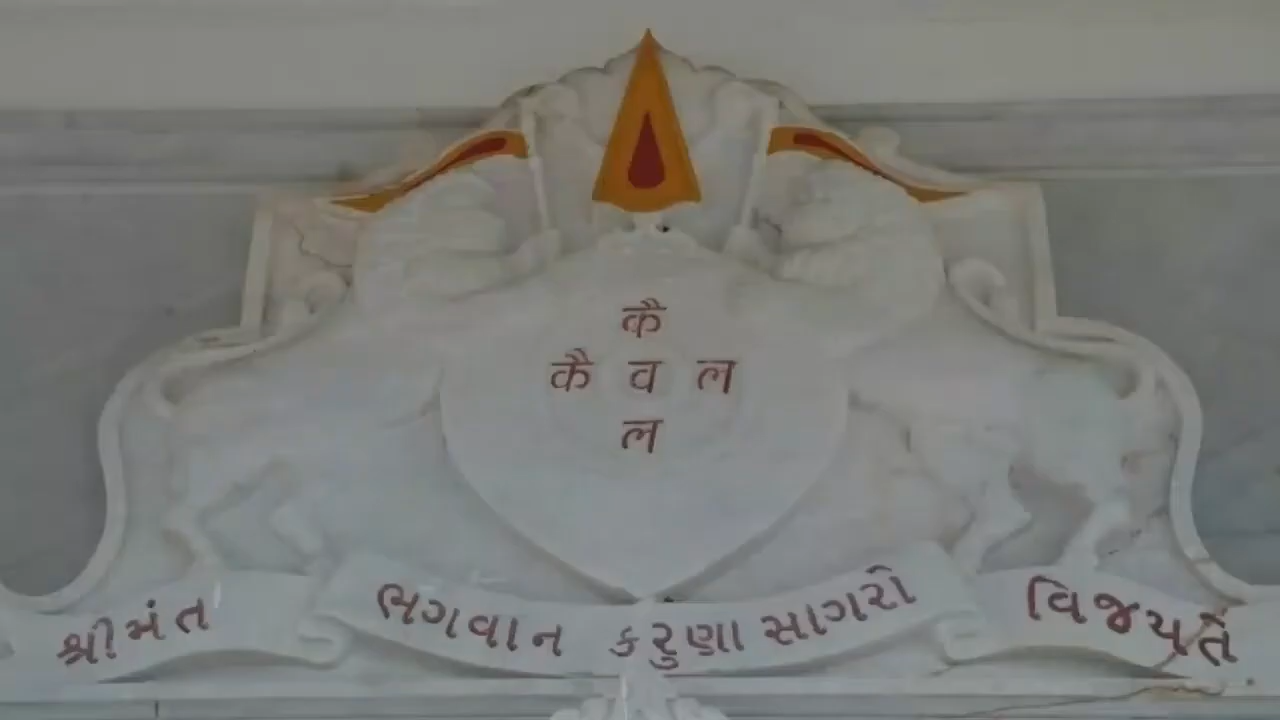 कै
कै व ल
ल
શ્રીમંત ભગવાન કરુણા સાગરો વિજયતે